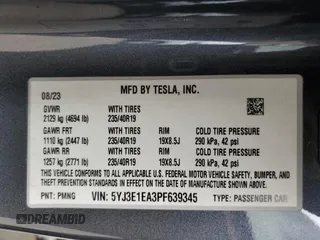 MFD BY TESLA, INC.
08/23
GVWR WITH TIRES
2129 kg (4694 lb) 235/40R19
GAWR FRT WITH TIRES RIM COLD TIRE PRESSURE
1110 kg (2447 lb) 235/40R19 19X8.5J 290 kPa, 42 psi
GAWR RR WITH TIRES RIM COLD TIRE PRESSURE
1257 kg (2771 lb) 235/40R19 19X8.5J 290 kPa, 42 psi
THIS VEHICLE CONFORMS TO ALL APPLICABLE U.S. FEDERAL MOTOR VEHICLE SAFETY, BUMPER, AND
THEFT PREVENTION STANDARDS IN EFFECT ON THE DATE OF MANUFACTURE SHOWN ABOVE.
PNT: PMNG VIN: 5YJ3E1EA3PF639345 TYPE: PASSENGER CAR
CREAMBID